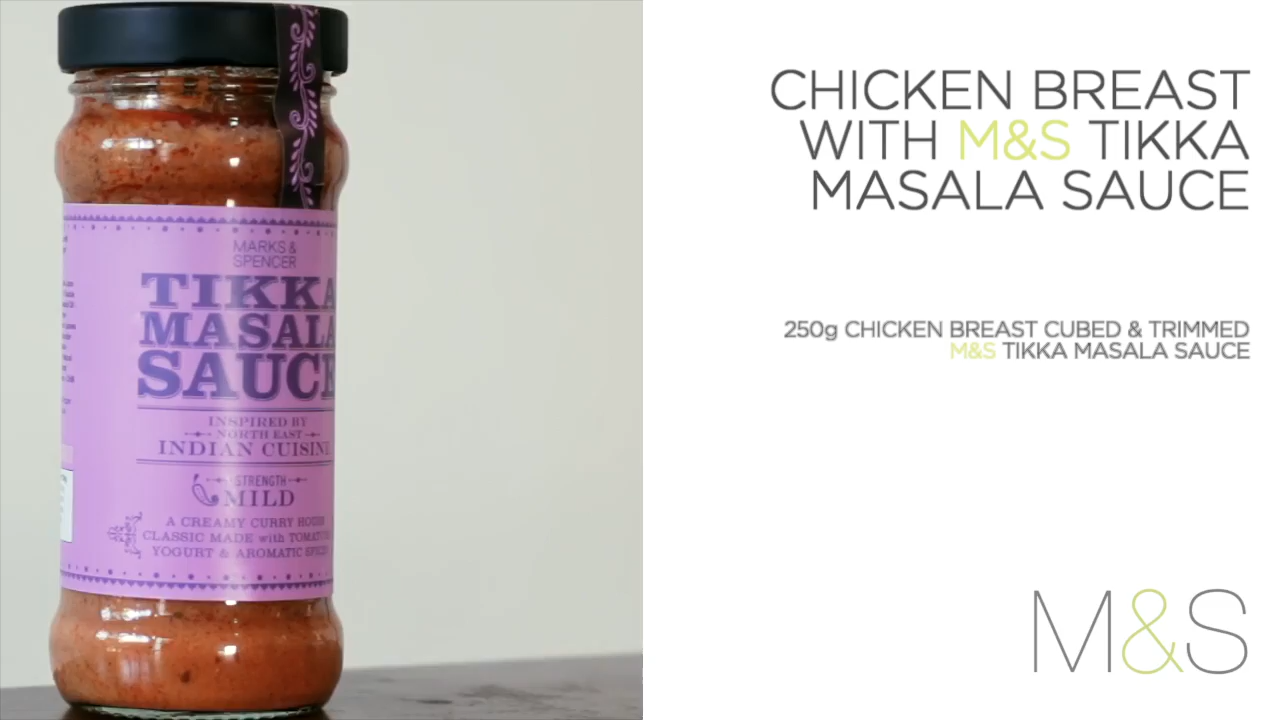 MARKS &
SPENCER
TIKKA
MASALA
SAUCE
INSPIRED BY
NORTH EAST
INDIAN CUISINE
STRENGTH
MILD
A CREAMY CURRY HOUSE
CLASSIC MADE with TOMATOES
YOGURT & AROMATIC SPICES
CHICKEN BREAST
WITH M&S TIKKA
MASALA SAUCE
250g CHICKEN BREAST CUBED & TRIMMED
M&S TIKKA MASALA SAUCE
M&S